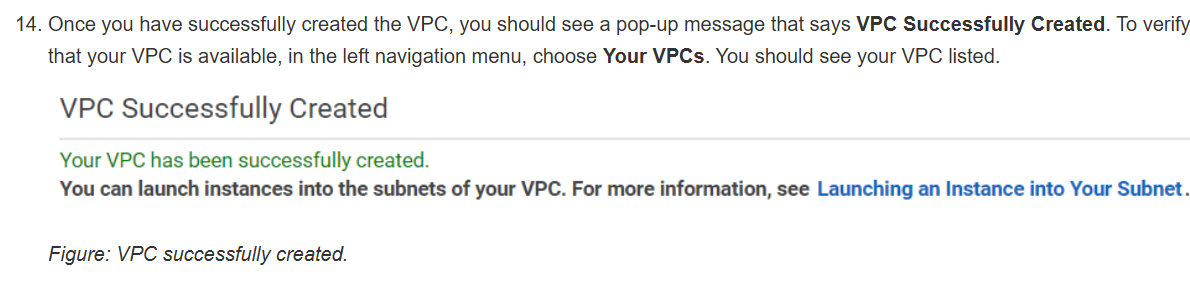 14. Once you have successfully created the VPC, you should see a pop-up message that says VPC Successfully Created. To verify
that your VPC is available, in the left navigation menu, choose Your VPCs. You should see your VPC listed.
VPC Successfully Created
Your VPC has been successfully created.
You can launch instances into the subnets of your VPC. For more information, see Launching an Instance into Your Subnet.
Figure: VPC successfully created.